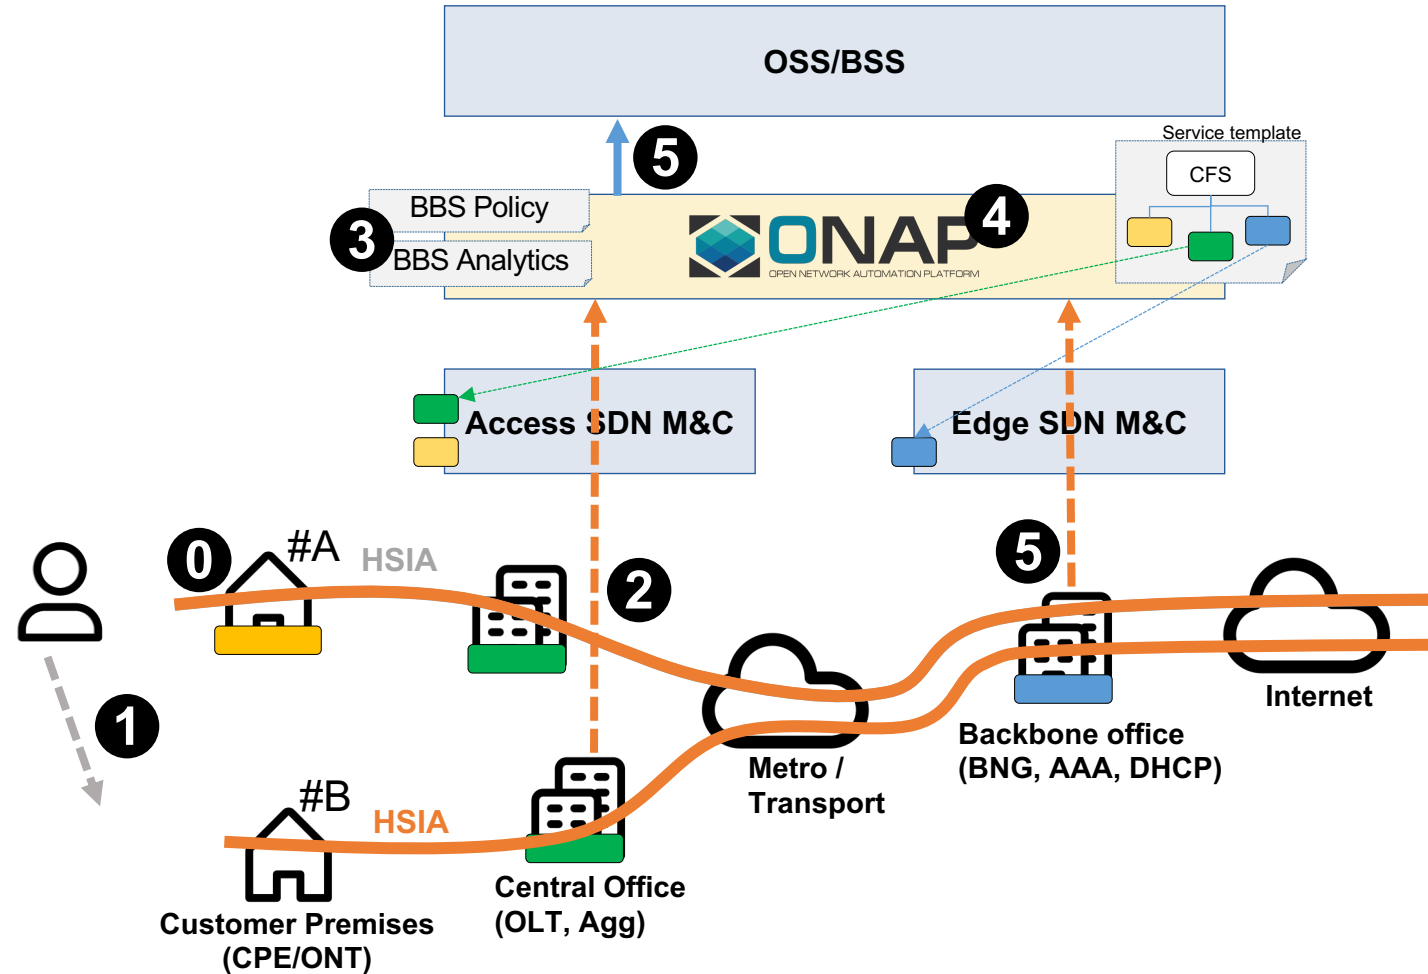 OSS/BSS
5
Service template
CFS
BBS Policy
4
3
ONAP
BBS Analytics
OPEN NETWORK AUTOMATION PLATFORM
Access SDN M&C
Edge SDN M&C
0
#A
HSIA
2
5
1
Internet
Backbone office
(BNG, AAA, DHCP)
Metro /
Transport
#B
HSIA
Central Office
(OLT, Agg)
Customer Premises
(CPE/ONT)